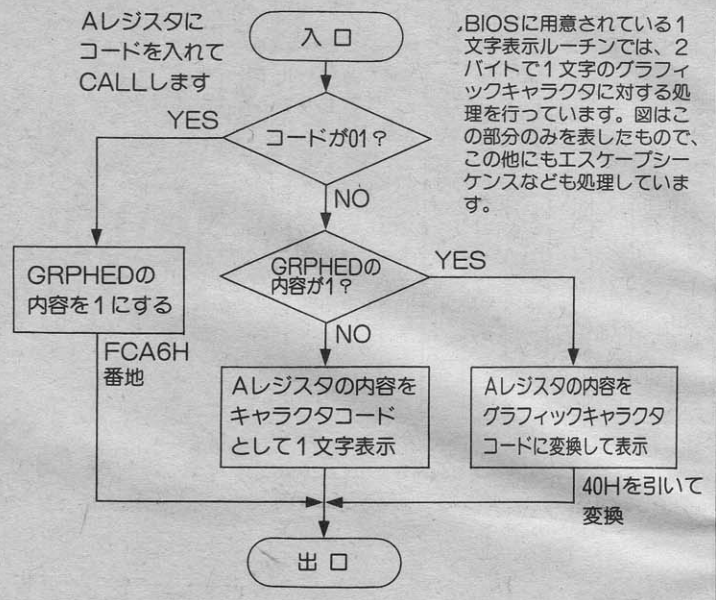 Aレジスタに
コードを入れて
CALLします
入口
BIOSに用意されている1
文字表示ルーチンでは、2
バイトで1文字のグラフィ
ックキャラクタに対する処
理を行っています。図はこ
の部分のみを表したもので、
この他にもエスケープシー
ケンスなども処理していま
す。
コードが01?
YES
NO
GRPHEDの
内容を1にする
FCA6H
番地
GRPHEDの
内容が1?
YES
NO
Aレジスタの内容を
キャラクタコード
として1文字表示
Aレジスタの内容を
グラフィックキャラクタ
コードに変換して表示
40Hを引いて
変換
出口